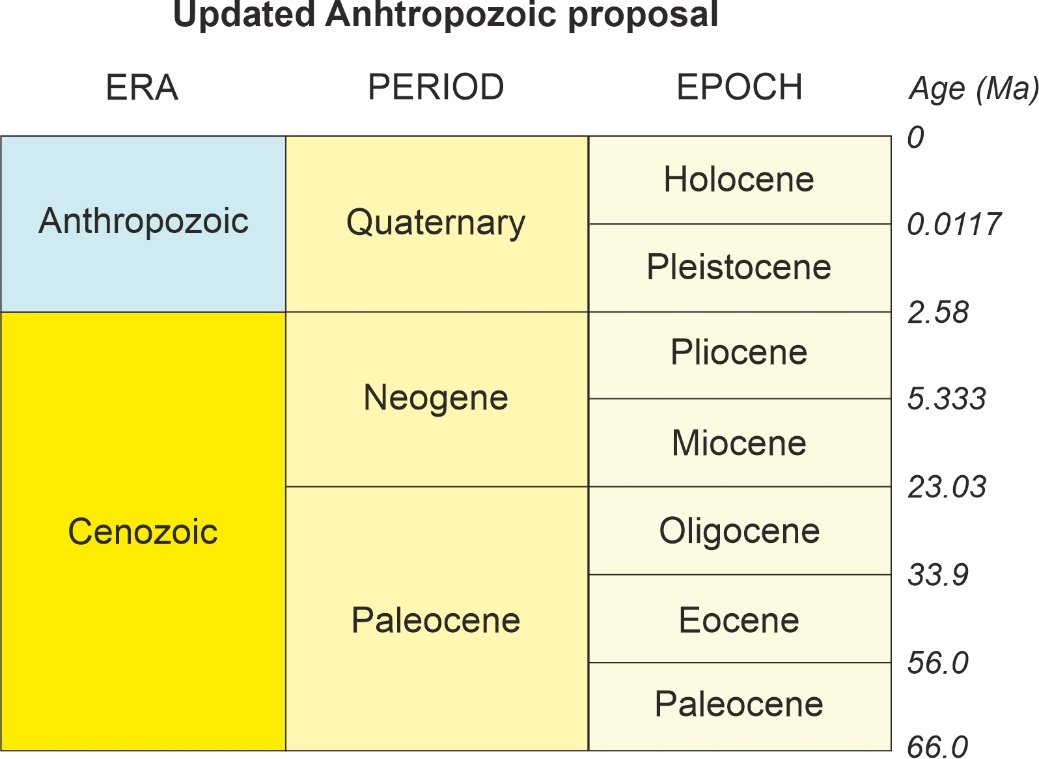 Updated Anhtropozoic proposal
ERA PERIOD EPOCH Age (Ma)
0
Holocene
Anthropozoic Quaternary 0.0117
Pleistocene
2.58
Pliocene
Neogene 5.333
Miocene
23.03
Cenozoic Oligocene
33.9
Paleocene Eocene
56.0
Paleocene
66.0